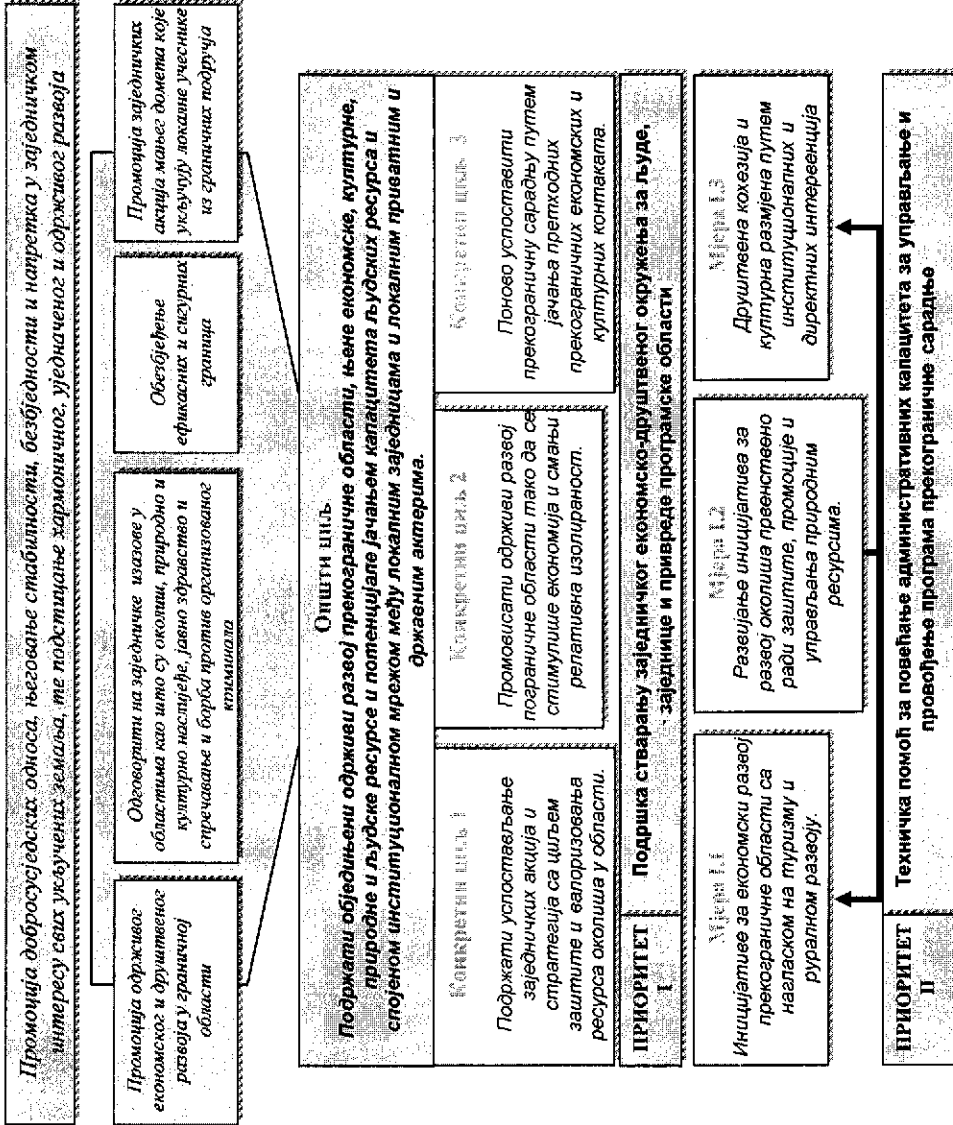 Промоција добросусједских односа, његовање стабилности, безбједности и напретка у заједничком
интересу свих укључених земаља, те подстицање хармоничног, уједначеног и одрживог развоја
Промоција одрживог
економског и друштвеног
развоја у граничној
области
Одговорити на заједничке изазове у
областима као што су околиш, природно и
културно наслијеђе, јавно здравство и
спречавање и борба против организованог
ктиминала
Обезбјеђење
ефикасних и сигурних
граница
Промоција заједничких
акција мањег домета које
укључују локалне учеснике
из граничних подручја
Општи циљ
Подржати обједињени одрживи развој прекограничне области, њене економске, културне,
природне и људске ресурсе и потенцијале јачањем капацитета људских ресурса и
спојеном институционалном мрежом међу локалним заједницама и локалним приватним и
државним актерима.
Конкретни циљ 1
Подржати успостављање
заједничких акција и
стратегија са циљем
заштите и валоризовања
ресурса околиша у области.
Конкретни циљ 2
Промовисати одрживи развој
пограничне области тако да се
стимулише економија и смањи
релативна изолираност.
Конкретни циљ 3
Поново успоставити
прекограничну сарадњу путем
јачања претходних
прекограничних економских и
културних контаката.
ПРИОРИТЕТ
I
Подршка стварању заједничког економско-друштвеног окружења за људе,
заједнице и привреде програмске области
Мјера I.1
Иницијативе за економски развој
прекограничне области са
нагласком на туризму и
руралном развоју.
Мјера I.2
Развијање иницијатива за
развој околиша првенствено
ради заштите, промоције и
управљања природним
ресурсима.
Мјера I.3
Друштвена кохезија и
културна размјена путем
институционалних и
директних интервенција
ПРИОРИТЕТ
II
Техничка помоћ за повећање административних капацитета за управљање и
провођење програма прекограничне сарадње